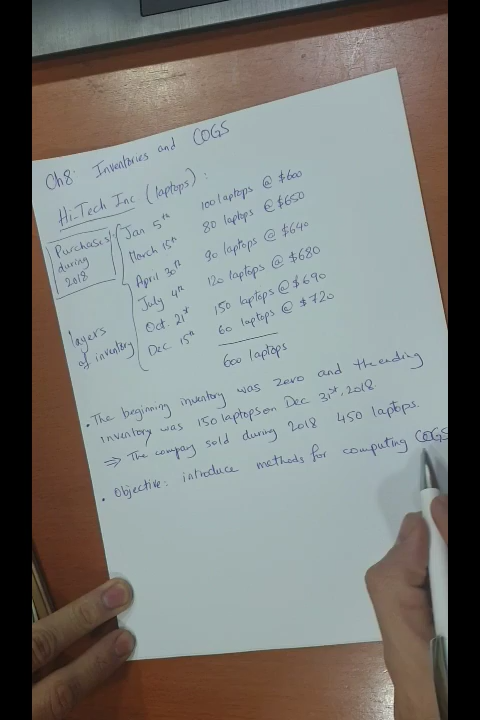 Ch8: Inventories and COGS
Hi-Tech Inc (laptops) :
Purchases during 2018
Jan 5th 100 laptops @ $600
March 15th 80 laptops @ $650
April 30th 90 laptops @ $640
July 4th 120 laptops @ $680
Oct. 21st 150 laptops @ $690
Dec 15th 60 laptops @ $720
layers of inventory
600 laptops
• The beginning inventory was zero and the ending
inventory was 150 laptops on Dec 31st, 2018
⇒ The company sold during 2018 450 laptops.
• Objective: introduce methods for computing COGS